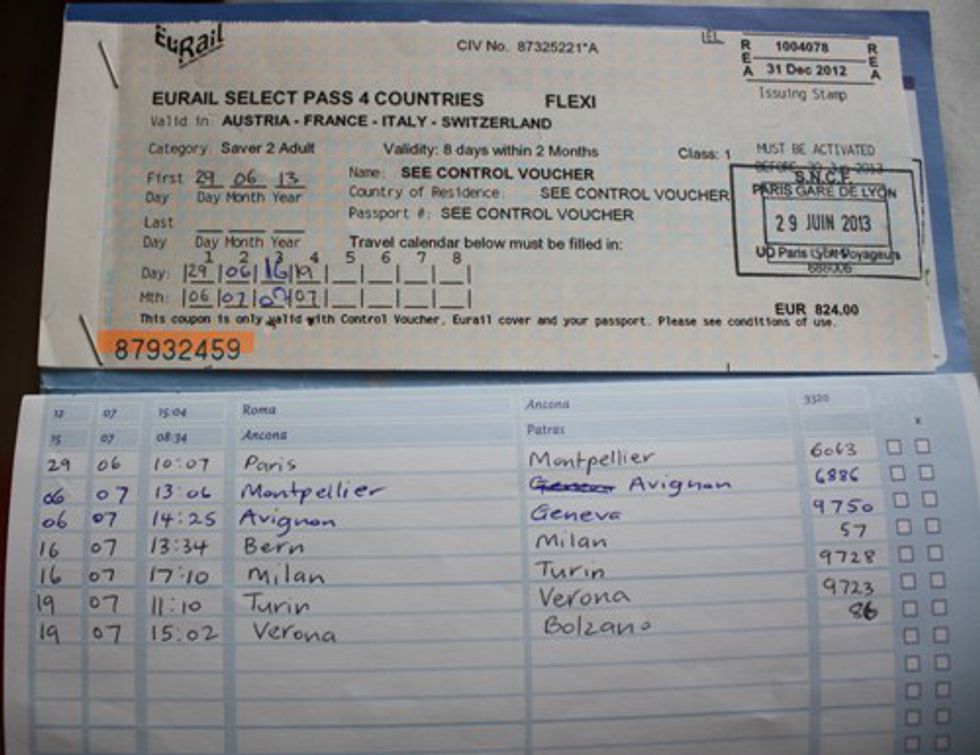 EuRail
CIV No. 87325221*A
REA 1004078 REA
31 Dec 2012
Issuing Stamp
EURAIL SELECT PASS 4 COUNTRIES FLEXI
Valid in: AUSTRIA - FRANCE - ITALY - SWITZERLAND
Category: Saver 2 Adult Validity: 8 days within 2 Months Class: 1
MUST BE ACTIVATED
BEFORE 30 Jun 2013
S.N.C.F.
PARIS GARE DE LYON
29 JUIN 2013
First 29 06 13 Name: SEE CONTROL VOUCHER
Day Day Month Year Country of Residence: SEE CONTROL VOUCHER
Last Passport #: SEE CONTROL VOUCHER
Day Day Month Year Travel calendar below must be filled in:
1 2 3 4 5 6 7 8
Day: 29 06 16 19
Mth: 06 07 07 07
EUR 824.00
This coupon is only valid with Control Voucher, Eurail cover and your passport. Please see conditions of use.
87932459
12 07 15:04 Roma Ancona 9320
15 07 08:34 Ancona Patras x
29 06 10:07 Paris Montpellier 6063
06 07 13:06 Montpellier Geneva Avignon 6886
06 07 14:25 Avignon Geneva 9750
16 07 13:34 Bern Milan 57
16 07 17:10 Milan Turin 9728
19 07 11:10 Turin Verona 9723
19 07 15:02 Verona Bolzano 86